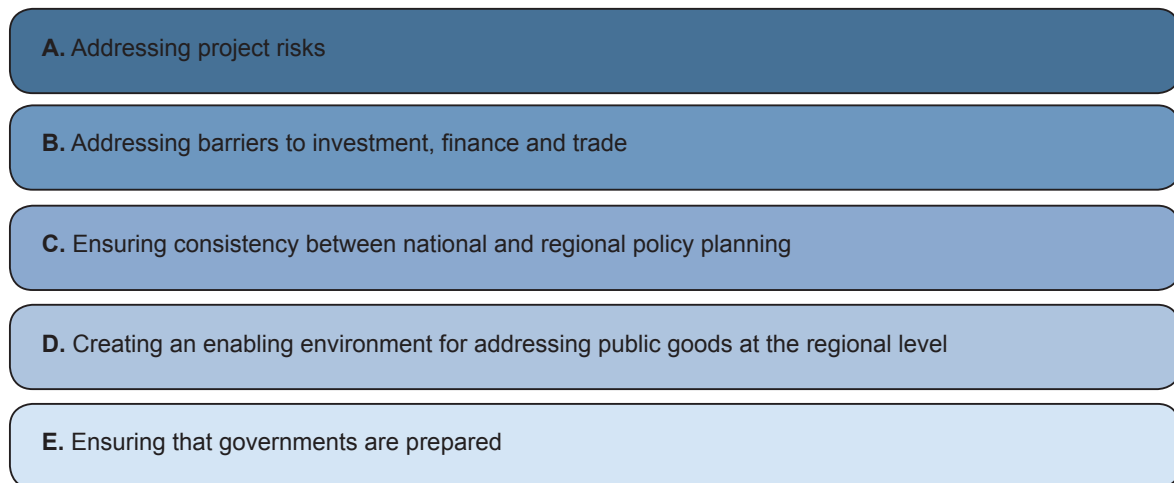 A. Addressing project risks
B. Addressing barriers to investment, finance and trade
C. Ensuring consistency between national and regional policy planning
D. Creating an enabling environment for addressing public goods at the regional level
E. Ensuring that governments are prepared